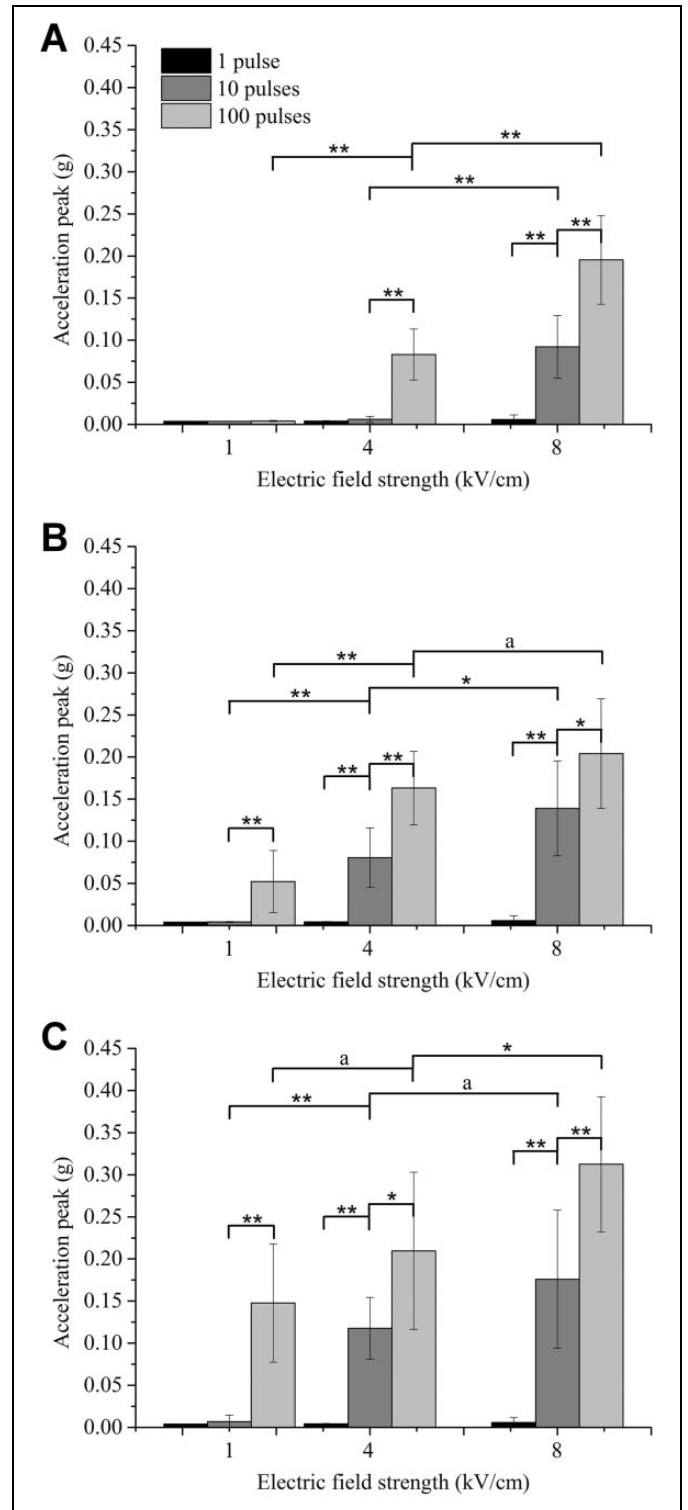 A
0.45
1 pulse
10 pulses
100 pulses
0.40
0.35
** **
0.30
**
0.25
** **
0.20
**
0.15
0.10
0.05
0.00
Acceleration peak (g)
1 4 8
Electric field strength (kV/cm)
B
0.45
0.40
0.35
a
**
0.30
** *
0.25
** *
0.20
** **
0.15
**
0.10
0.05
0.00
Acceleration peak (g)
1 4 8
Electric field strength (kV/cm)
C
0.45
*
a
0.40
** a
0.35
** **
0.30
0.25
** * **
0.20
0.15
0.10
0.05
0.00
Acceleration peak (g)
1 4 8
Electric field strength (kV/cm)